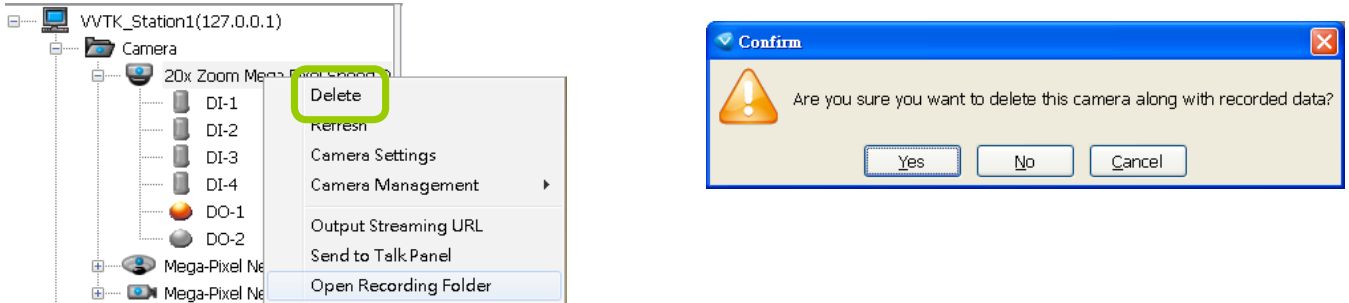 VVTK_Station1(127.0.0.1)
Camera
20x Zoom Mega
DI-1
DI-2
DI-3
DI-4
DO-1
DO-2
Mega-Pixel Ne
Mega-Pixel Ne
Delete
Refresh
Camera Settings
Camera Management
Output Streaming URL
Send to Talk Panel
Open Recording Folder
Confirm
Are you sure you want to delete this camera along with recorded data?
Yes
No
Cancel